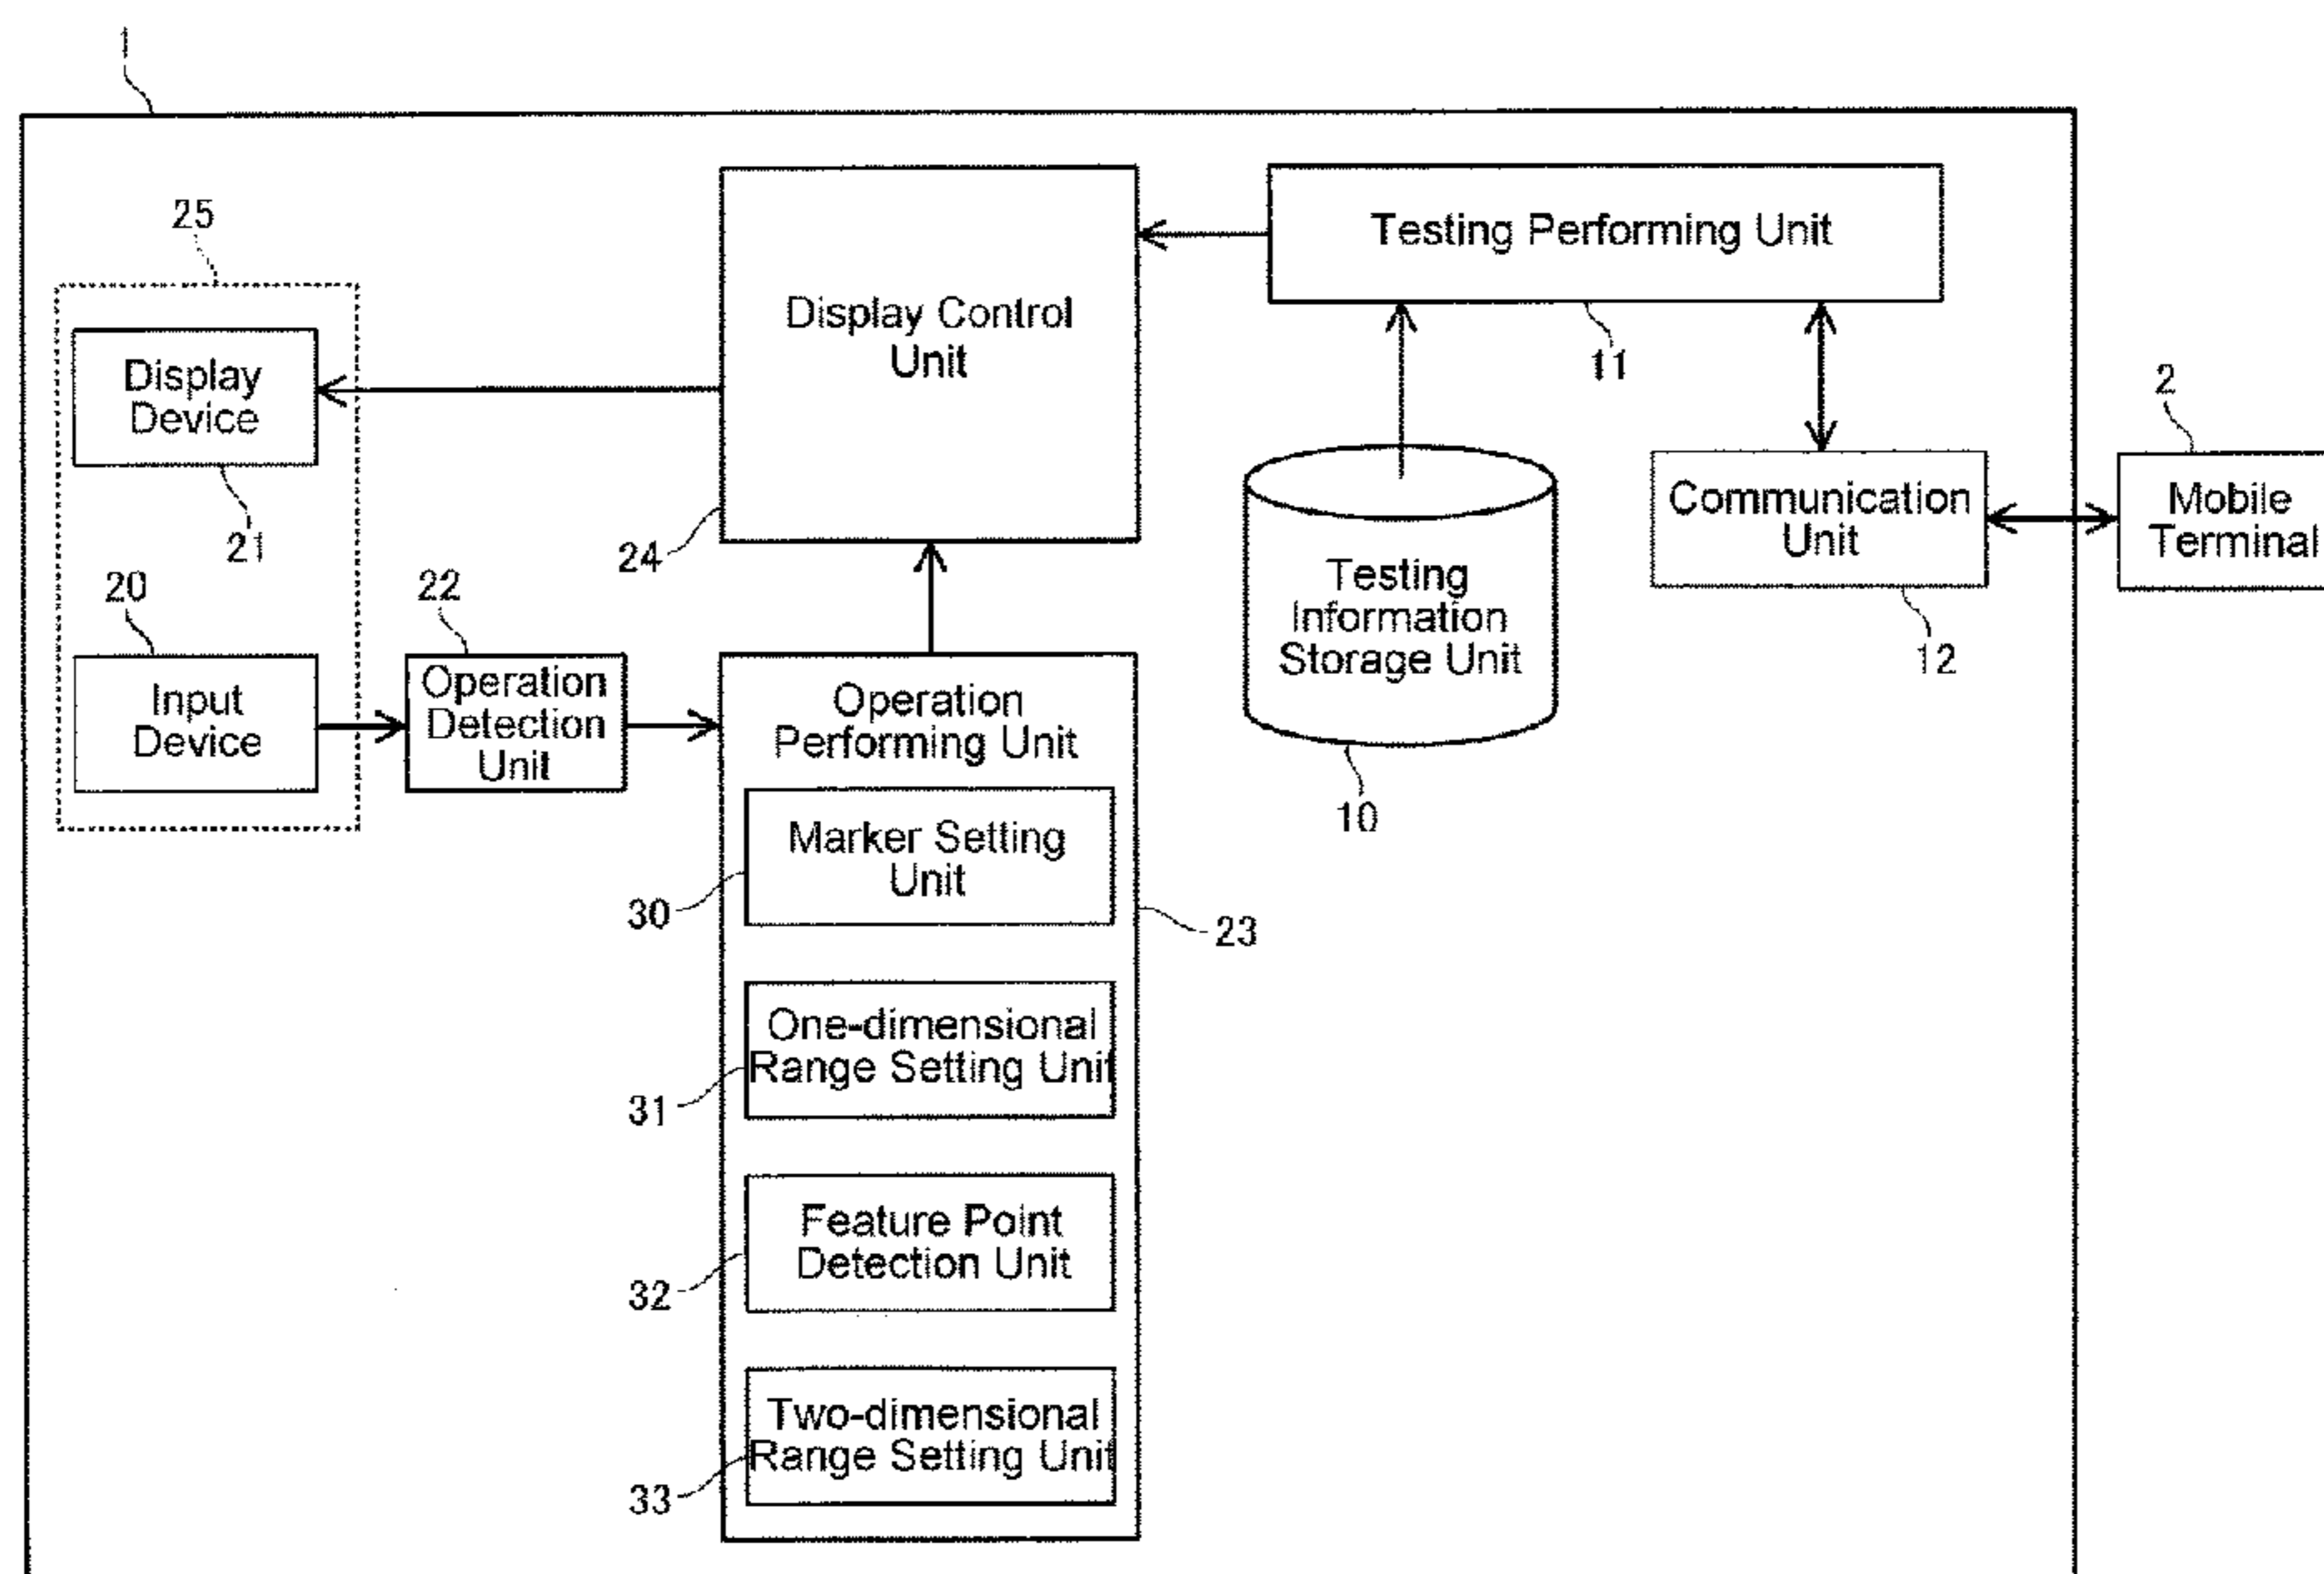 1
25
Display Control
Unit
Testing Performing Unit
11
Display
Device
21
24
2
Communication
Unit
12
Mobile
Terminal
Testing
Information
Storage Unit
10
20
Input
Device
22
Operation
Detection
Unit
Operation
Performing Unit
23
Marker Setting
Unit
30
One-dimensional
Range Setting Unit
31
Feature Point
Detection Unit
32
Two-dimensional
Range Setting Unit
33